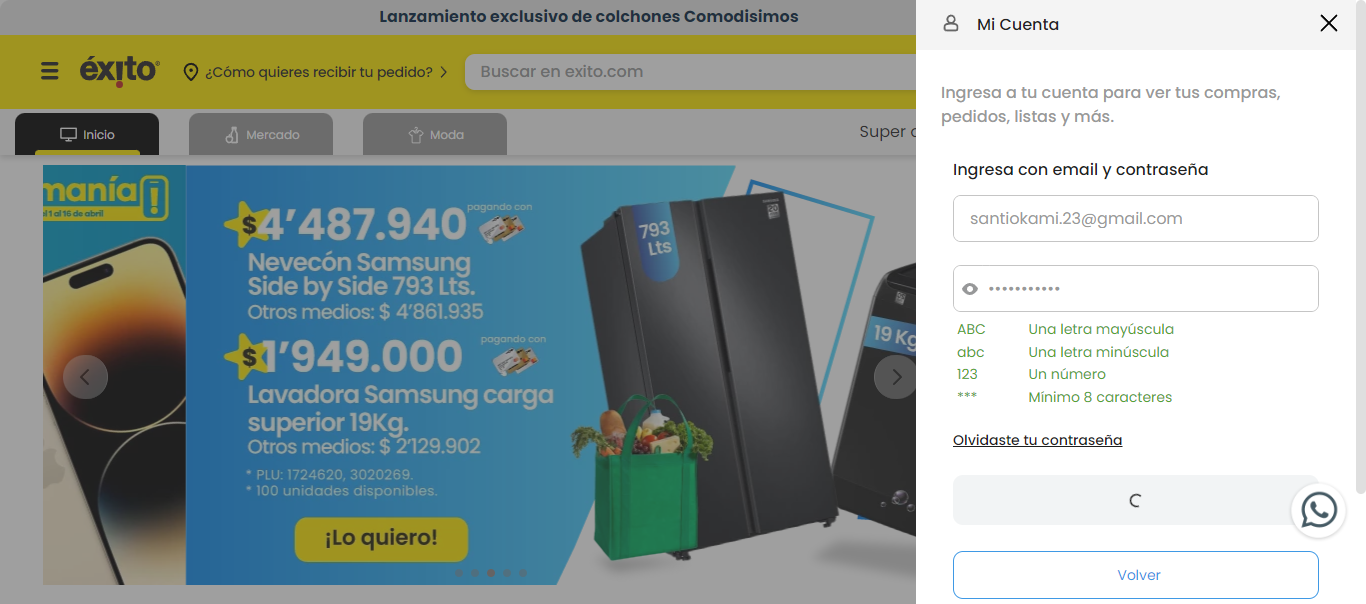 Lanzamiento exclusivo de colchones Comodisimos
éxito
¿Cómo quieres recibir tu pedido?
Buscar en exito.com
Inicio
Mercado
Moda
Super
manía
al 1 al 16 de abril
$4'487.940
pagando con
Nevecón Samsung
Side by Side 793 Lts.
Otros medios: $ 4'861.935
$1'949.000
pagando con
Lavadora Samsung carga
superior 19Kg.
Otros medios: $ 2'129.902
* PLU: 1724620, 3020269.
* 100 unidades disponibles.
¡Lo quiero!
793
Lts
19 Kg
Mi Cuenta
Ingresa a tu cuenta para ver tus compras,
pedidos, listas y más.
Ingresa con email y contraseña
santiokami.23@gmail.com
•••••••••••
ABC Una letra mayúscula
abc Una letra minúscula
123 Un número
*** Mínimo 8 caracteres
Olvidaste tu contraseña
Volver